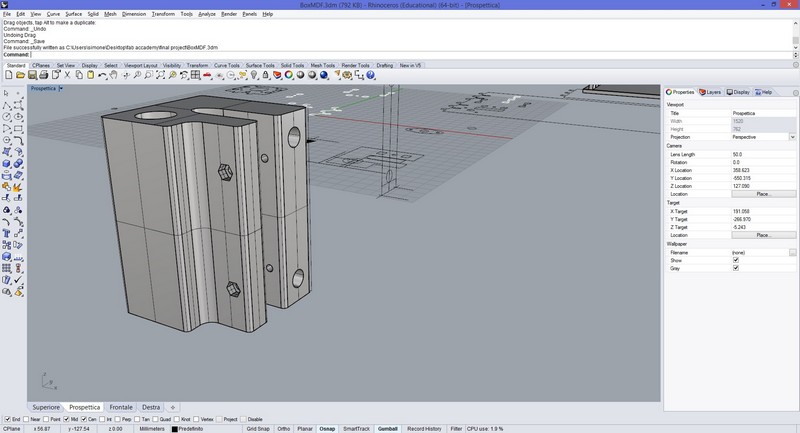 BoxMDF.3dm (792 KB) - Rhinoceros (Educational) (64-bit) - [Prospettica]
File Edit View Curve Surface Solid Mesh Dimension Transform Tools Analyze Render Panels Help
Drag objects, tap Alt to make a duplicate:
Command: _Undo
Undoing Drag
Command: _Save
File successfully written as C:\Users\simone\Desktop\fab accademy\final project\BoxMDF.3dm
Command:
Standard CPlanes Set View Display Select Viewport Layout Visibility Transform Curve Tools Surface Tools Solid Tools Mesh Tools Render Tools Drafting New in V5
Prospettica
Properties Layers Display Help
Viewport
Title Prospettica
Width 1520
Height 762
Projection Perspective
Camera
Lens Length 50.0
Rotation 0.0
X Location 358.623
Y Location -550.315
Z Location 127.090
Location Place...
Target
X Target 191.058
Y Target -266.970
Z Target -5.243
Location Place...
Wallpaper
Filename (none)
Show
Gray
z
y
x
Superiore Prospettica Frontale Destra
End Near Point Mid Cen Int Perp Tan Quad Knot Vertex Project Disable
CPlane x 56.87 y -127.54 z 0.00 Millimeters Predefinito Grid Snap Ortho Planar Osnap SmartTrack Gumball Record History Filter CPU use: 1.9 %